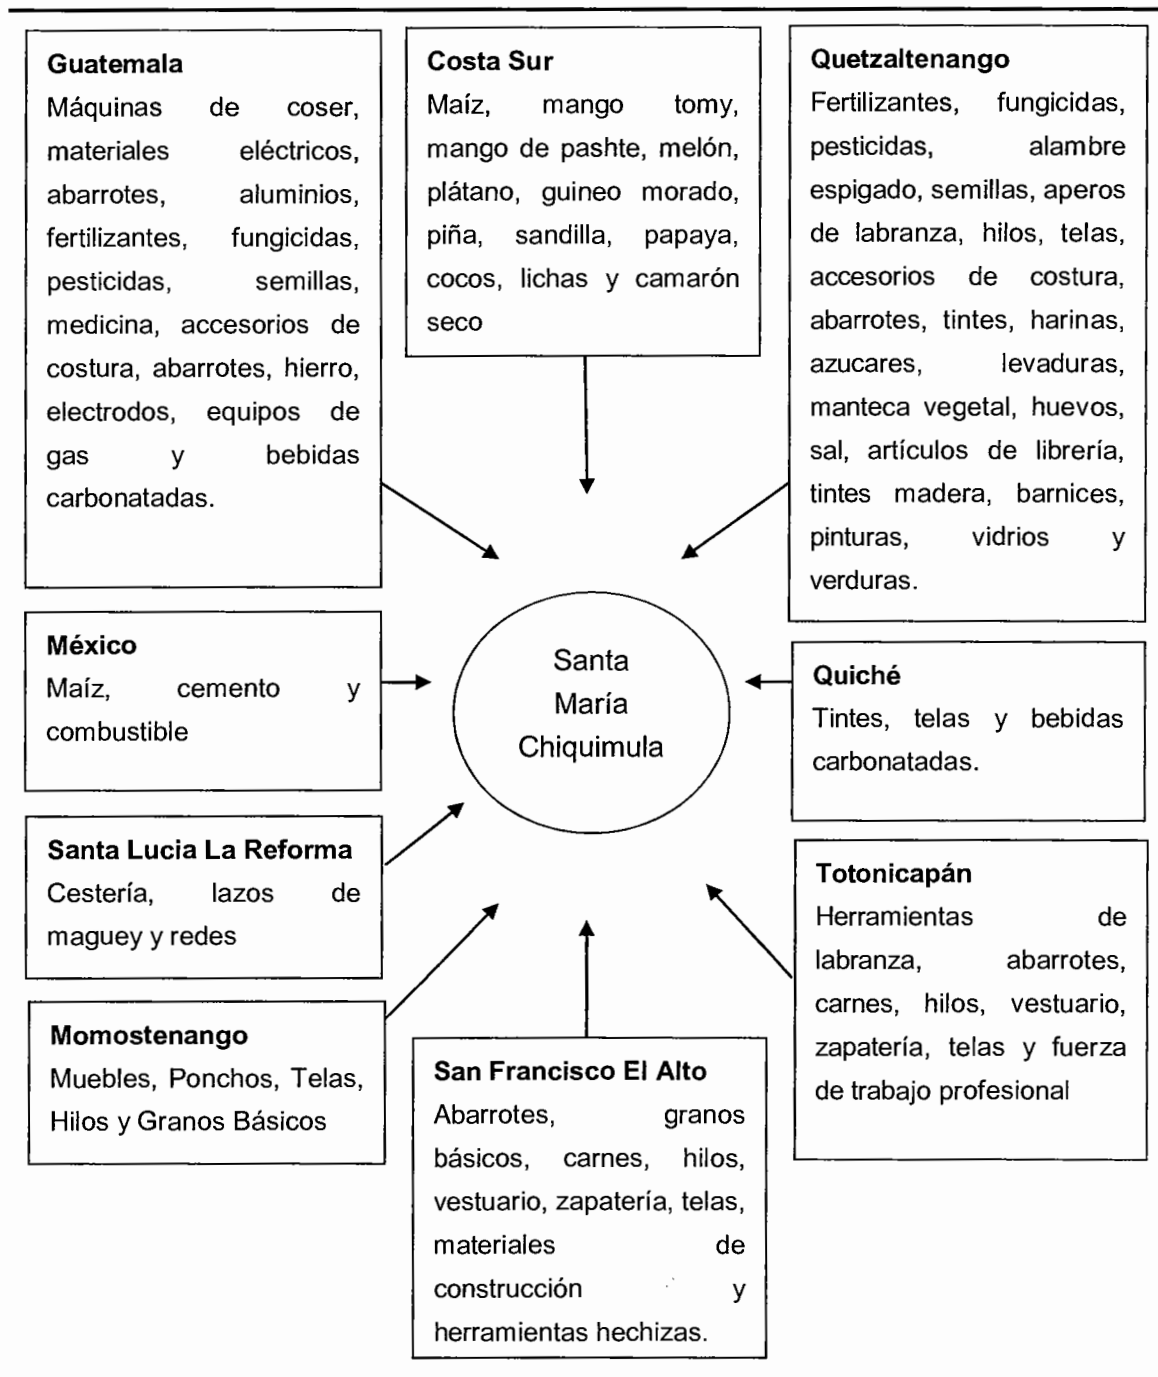 Guatemala
Máquinas de coser,
materiales eléctricos,
abarrotes, aluminios,
fertilizantes, fungicidas,
pesticidas, semillas,
medicina, accesorios de
costura, abarrotes, hierro,
electrodos, equipos de
gas y bebidas
carbonatadas.
Costa Sur
Maíz, mango tomy,
mango de pashte, melón,
plátano, guineo morado,
piña, sandilla, papaya,
cocos, lichas y camarón
seco
Quetzaltenango
Fertilizantes, fungicidas,
pesticidas, alambre
espigado, semillas, aperos
de labranza, hilos, telas,
accesorios de costura,
abarrotes, tintes, harinas,
azucares, levaduras,
manteca vegetal, huevos,
sal, artículos de librería,
tintes madera, barnices,
pinturas, vidrios y
verduras.
México
Maíz, cemento y
combustible
Santa
María
Chiquimula
Quiché
Tintes, telas y bebidas
carbonatadas.
Santa Lucia La Reforma
Cestería, lazos de
maguey y redes
Totonicapán
Herramientas de
labranza, abarrotes,
carnes, hilos, vestuario,
zapatería, telas y fuerza
de trabajo profesional
Momostenango
Muebles, Ponchos, Telas,
Hilos y Granos Básicos
San Francisco El Alto
Abarrotes, granos
básicos, carnes, hilos,
vestuario, zapatería, telas,
materiales de
construcción y
herramientas hechizas.